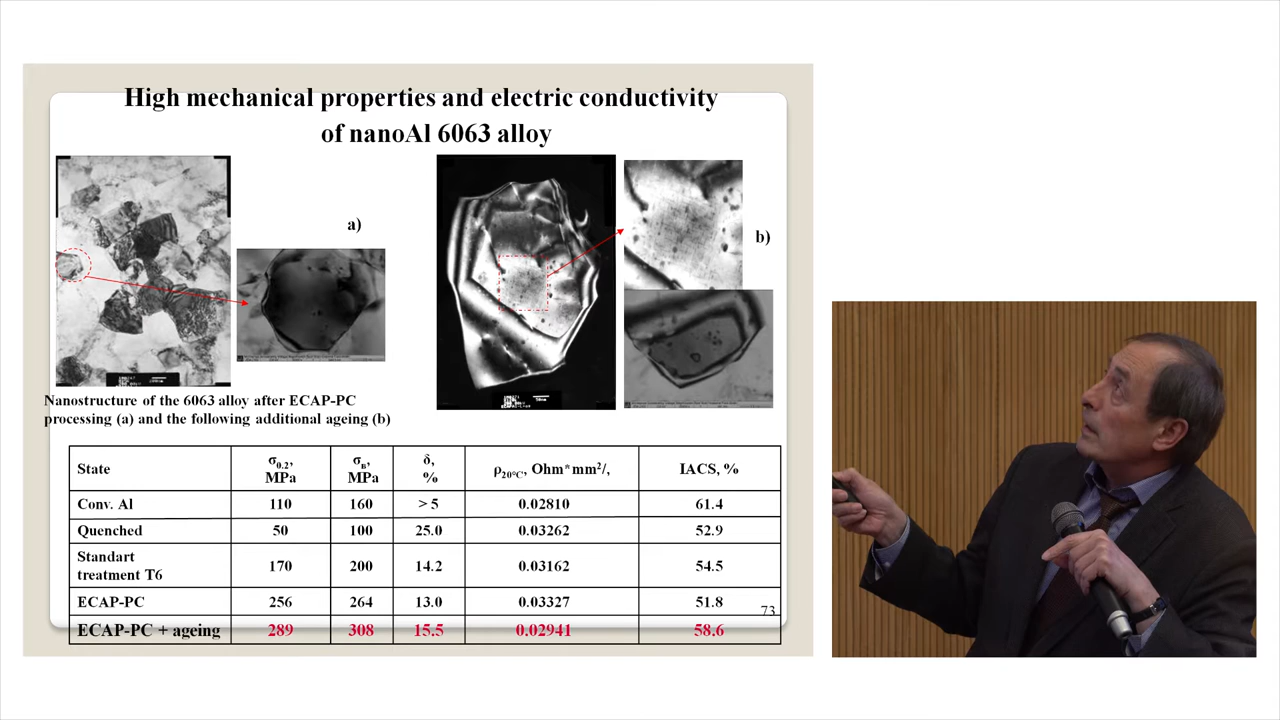 High mechanical properties and electric conductivity
of nanoAl 6063 alloy
a)
b)
Nanostructure of the 6063 alloy after ECAP-PC
processing (a) and the following additional ageing (b)
State σ0.2, MPa σв, MPa δ, % ρ20°C, Ohm*mm²/, IACS, %
Conv. Al 110 160 > 5 0.02810 61.4
Quenched 50 100 25.0 0.03262 52.9
Standart treatment T6 170 200 14.2 0.03162 54.5
ECAP-PC 256 264 13.0 0.03327 51.8
73
ECAP-PC + ageing 289 308 15.5 0.02941 58.6